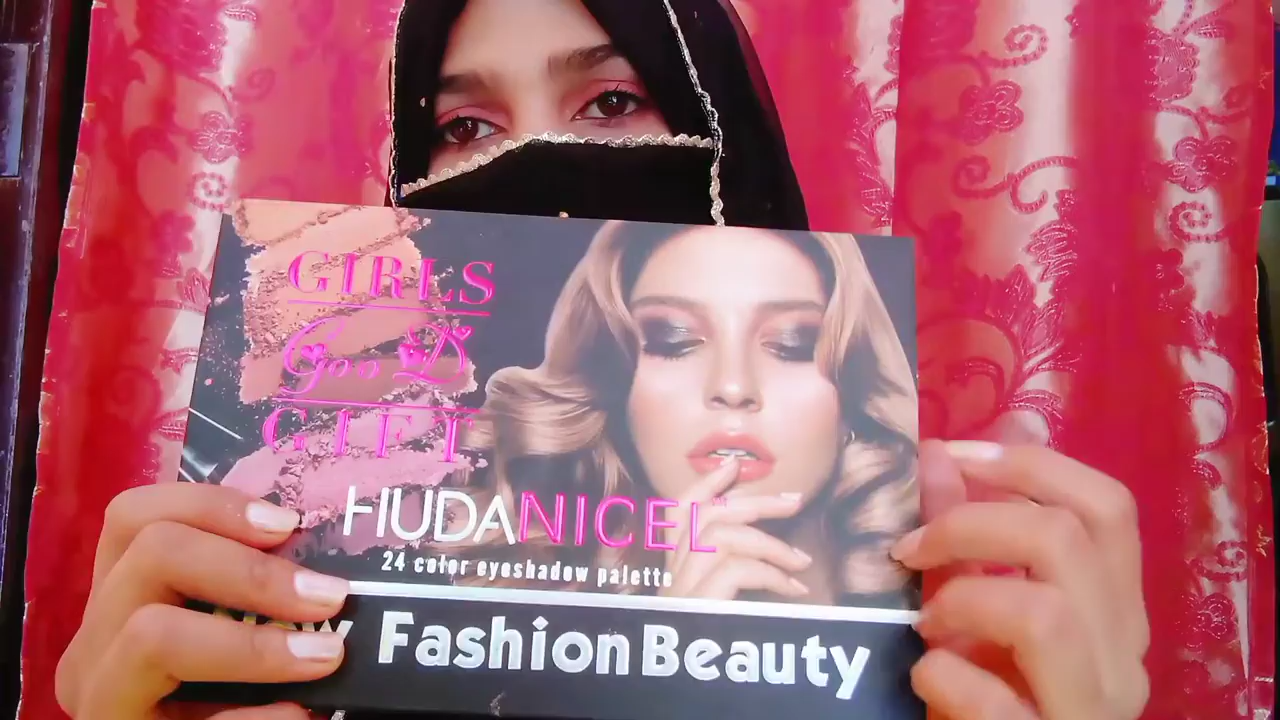 GIRLS
GooD
GIFT
HUDANICEL
24 color eyeshadow palette
Fashion Beauty